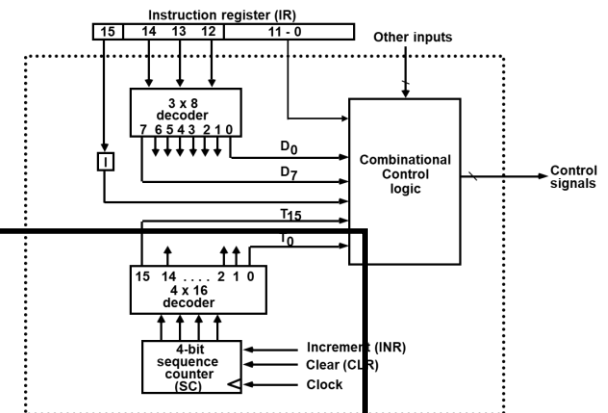 Instruction register (IR)
15 14 13 12 11 - 0
Other inputs
3 x 8
decoder
7 6 5 4 3 2 1 0
D0
D7
I
Combinational
Control
logic
Control
signals
T15
T0
15 14 . . . . 2 1 0
4 x 16
decoder
4-bit
sequence
counter
(SC)
Increment (INR)
Clear (CLR)
Clock